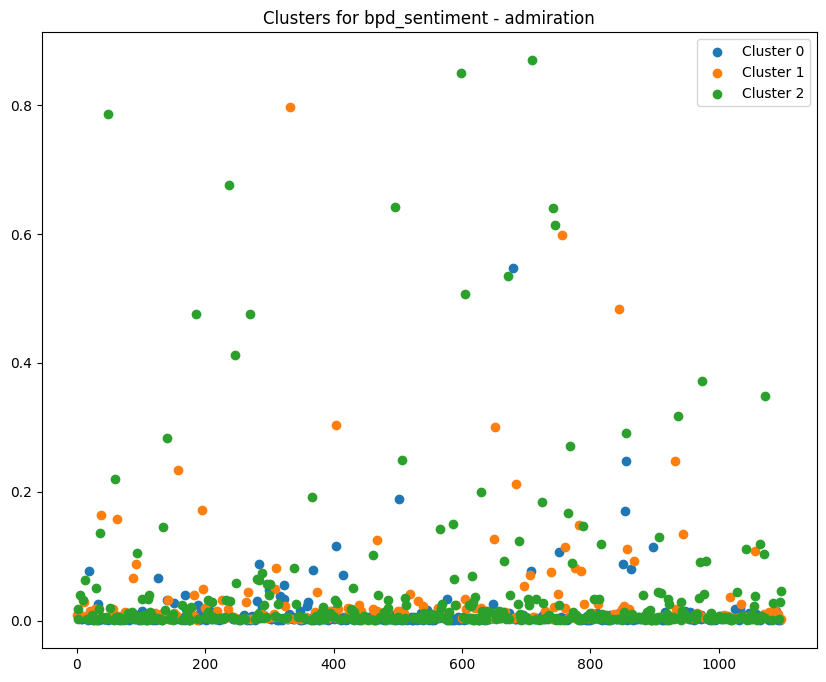 Clusters for bpd_sentiment - admiration
Cluster 0
Cluster 1
Cluster 2
0.8
0.6
0.4
0.2
0.0
0 200 400 600 800 1000